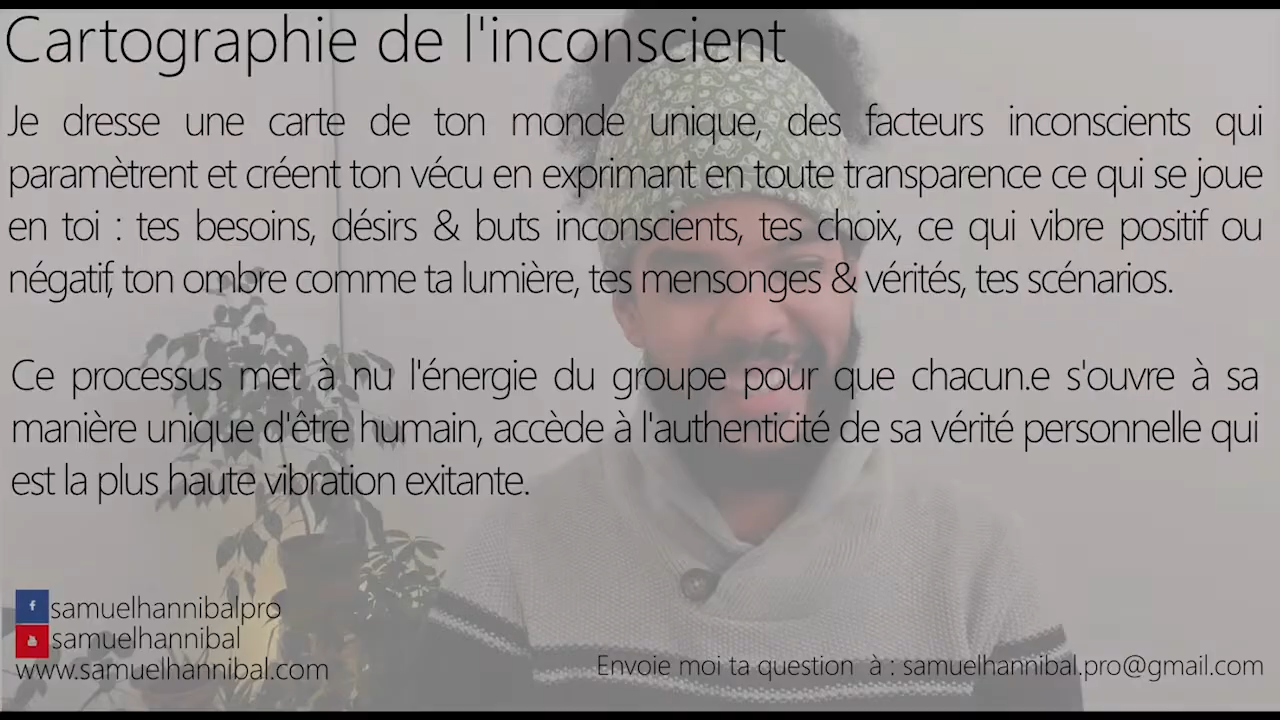 Cartographie de l'inconscient
Je dresse une carte de ton monde unique, des facteurs inconscients qui
paramètrent et créent ton vécu en exprimant en toute transparence ce qui se joue
en toi : tes besoins, désirs & buts inconscients, tes choix, ce qui vibre positif ou
négatif, ton ombre comme ta lumière, tes mensonges & vérités, tes scénarios.
Ce processus met à nu l'énergie du groupe pour que chacun.e s'ouvre à sa
manière unique d'être humain, accède à l'authenticité de sa vérité personnelle qui
est la plus haute vibration exitante.
samuelhannibalpro
samuelhannibal
www.samuelhannibal.com
Envoie moi ta question à : samuelhannibal.pro@gmail.com